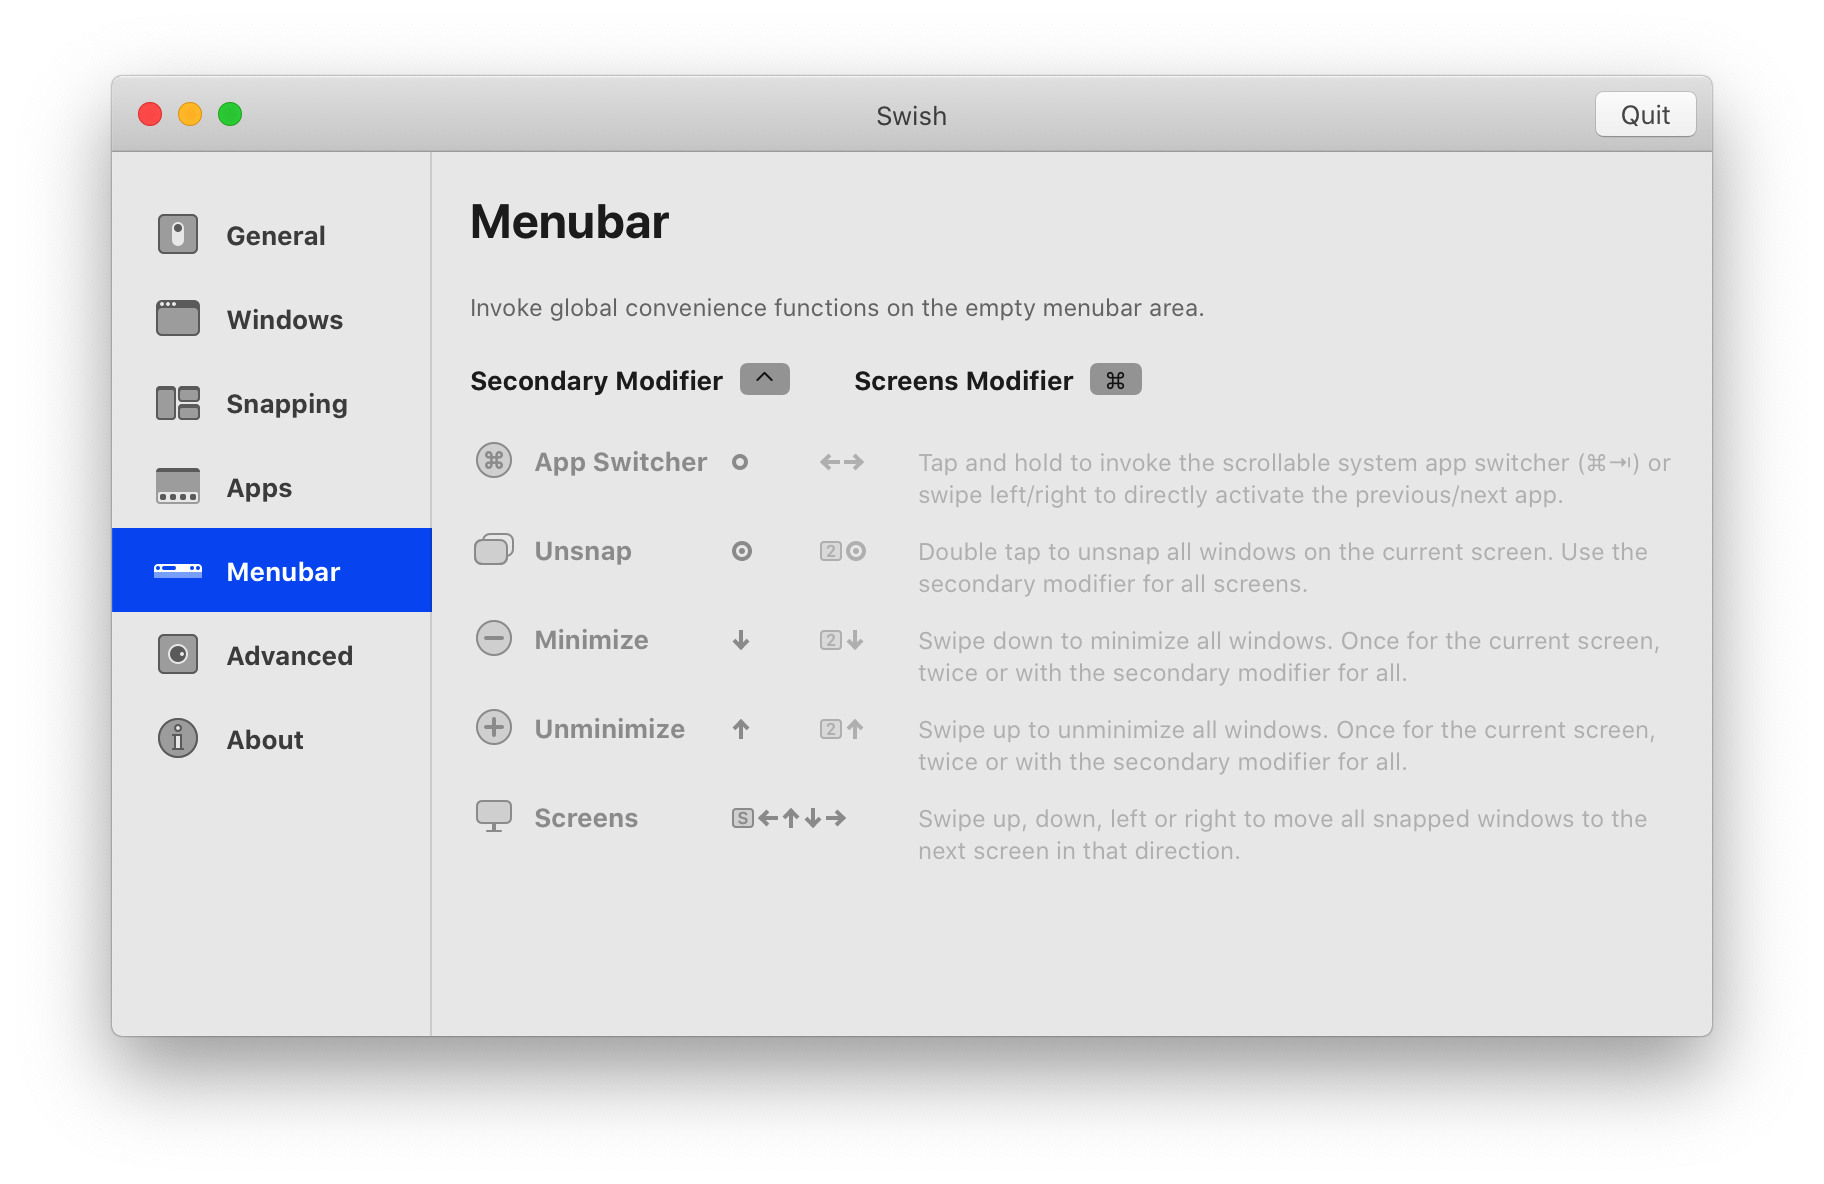 Swish
Quit
General
Windows
Snapping
Apps
Menubar
Advanced
About
Menubar
Invoke global convenience functions on the empty menubar area.
Secondary Modifier ^ Screens Modifier ⌘
⌘ App Switcher ←→ Tap and hold to invoke the scrollable system app switcher (⌘⇥) or
swipe left/right to directly activate the previous/next app.
Unsnap 2 Double tap to unsnap all windows on the current screen. Use the
secondary modifier for all screens.
Minimize ↓ 2↓ Swipe down to minimize all windows. Once for the current screen,
twice or with the secondary modifier for all.
Unminimize ↑ 2↑ Swipe up to unminimize all windows. Once for the current screen,
twice or with the secondary modifier for all.
Screens S←↑↓→ Swipe up, down, left or right to move all snapped windows to the
next screen in that direction.